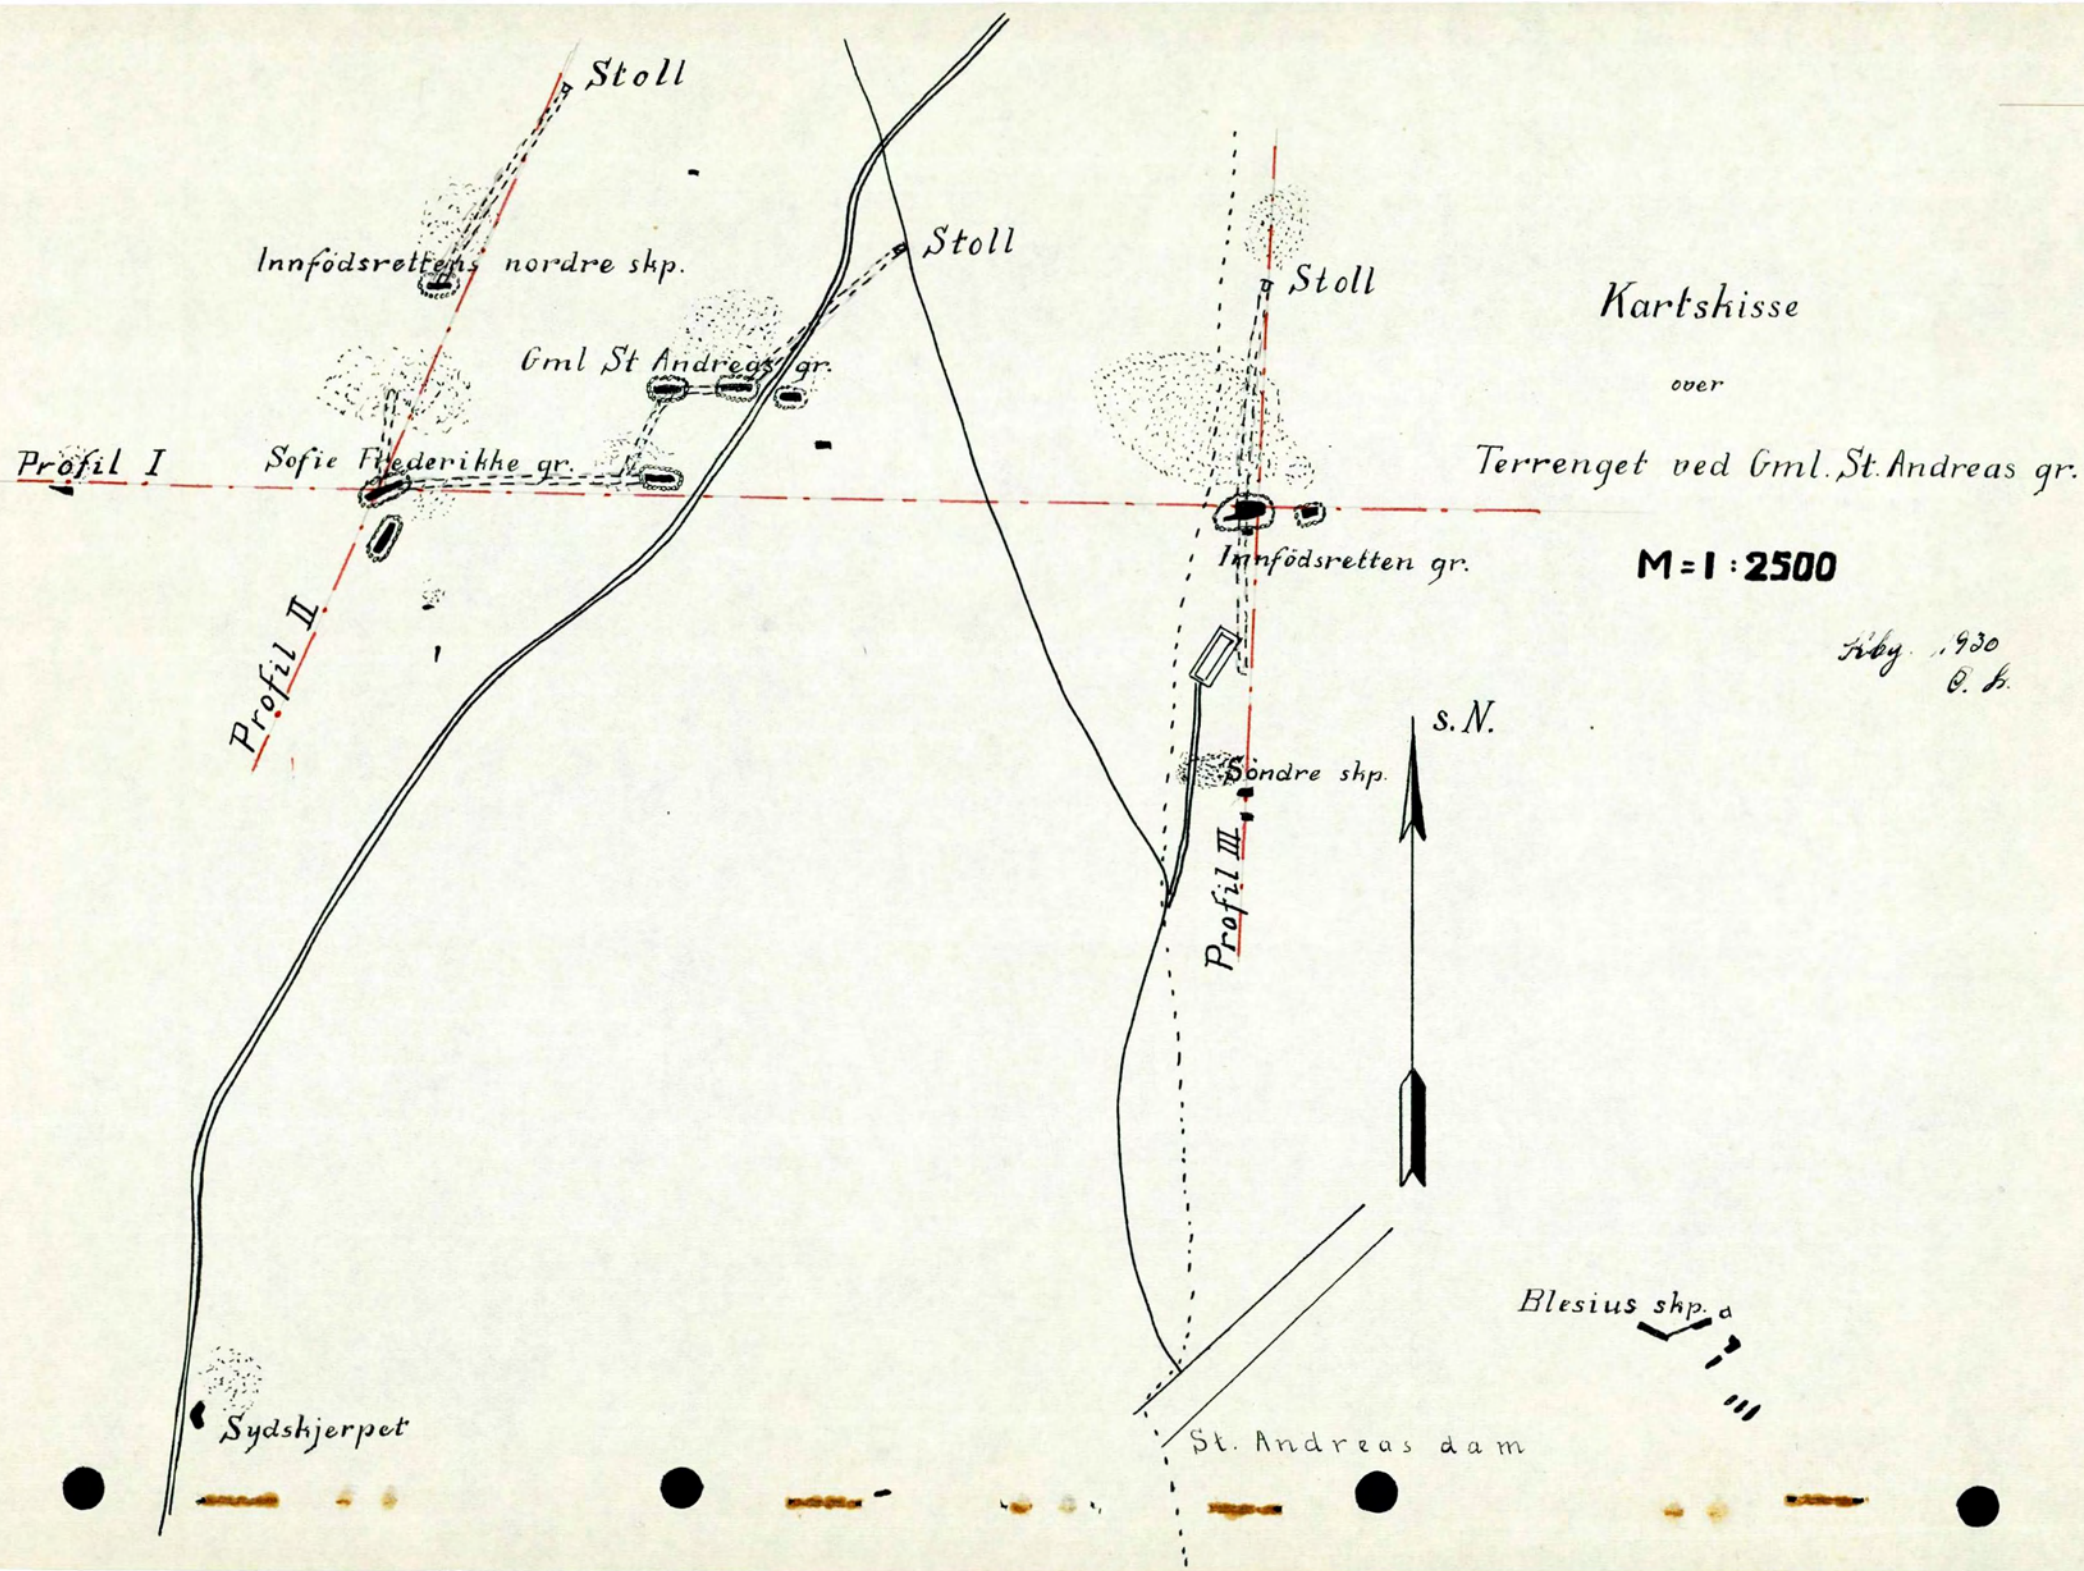 Stoll
Innfödsrettens nordre skp.
Stoll
Stoll
Gml St Andreas gr.
Profil I
Sofie Frederikke gr.
Kartskisse
over
Terrenget ved Gml. St. Andreas gr.
M = 1 : 2500
Kby. 1930
Innfödsretten gr.
Profil II
s. N.
Söndre skp.
Profil III
Blesius skp.
Sydskjerpet
St. Andreas dam